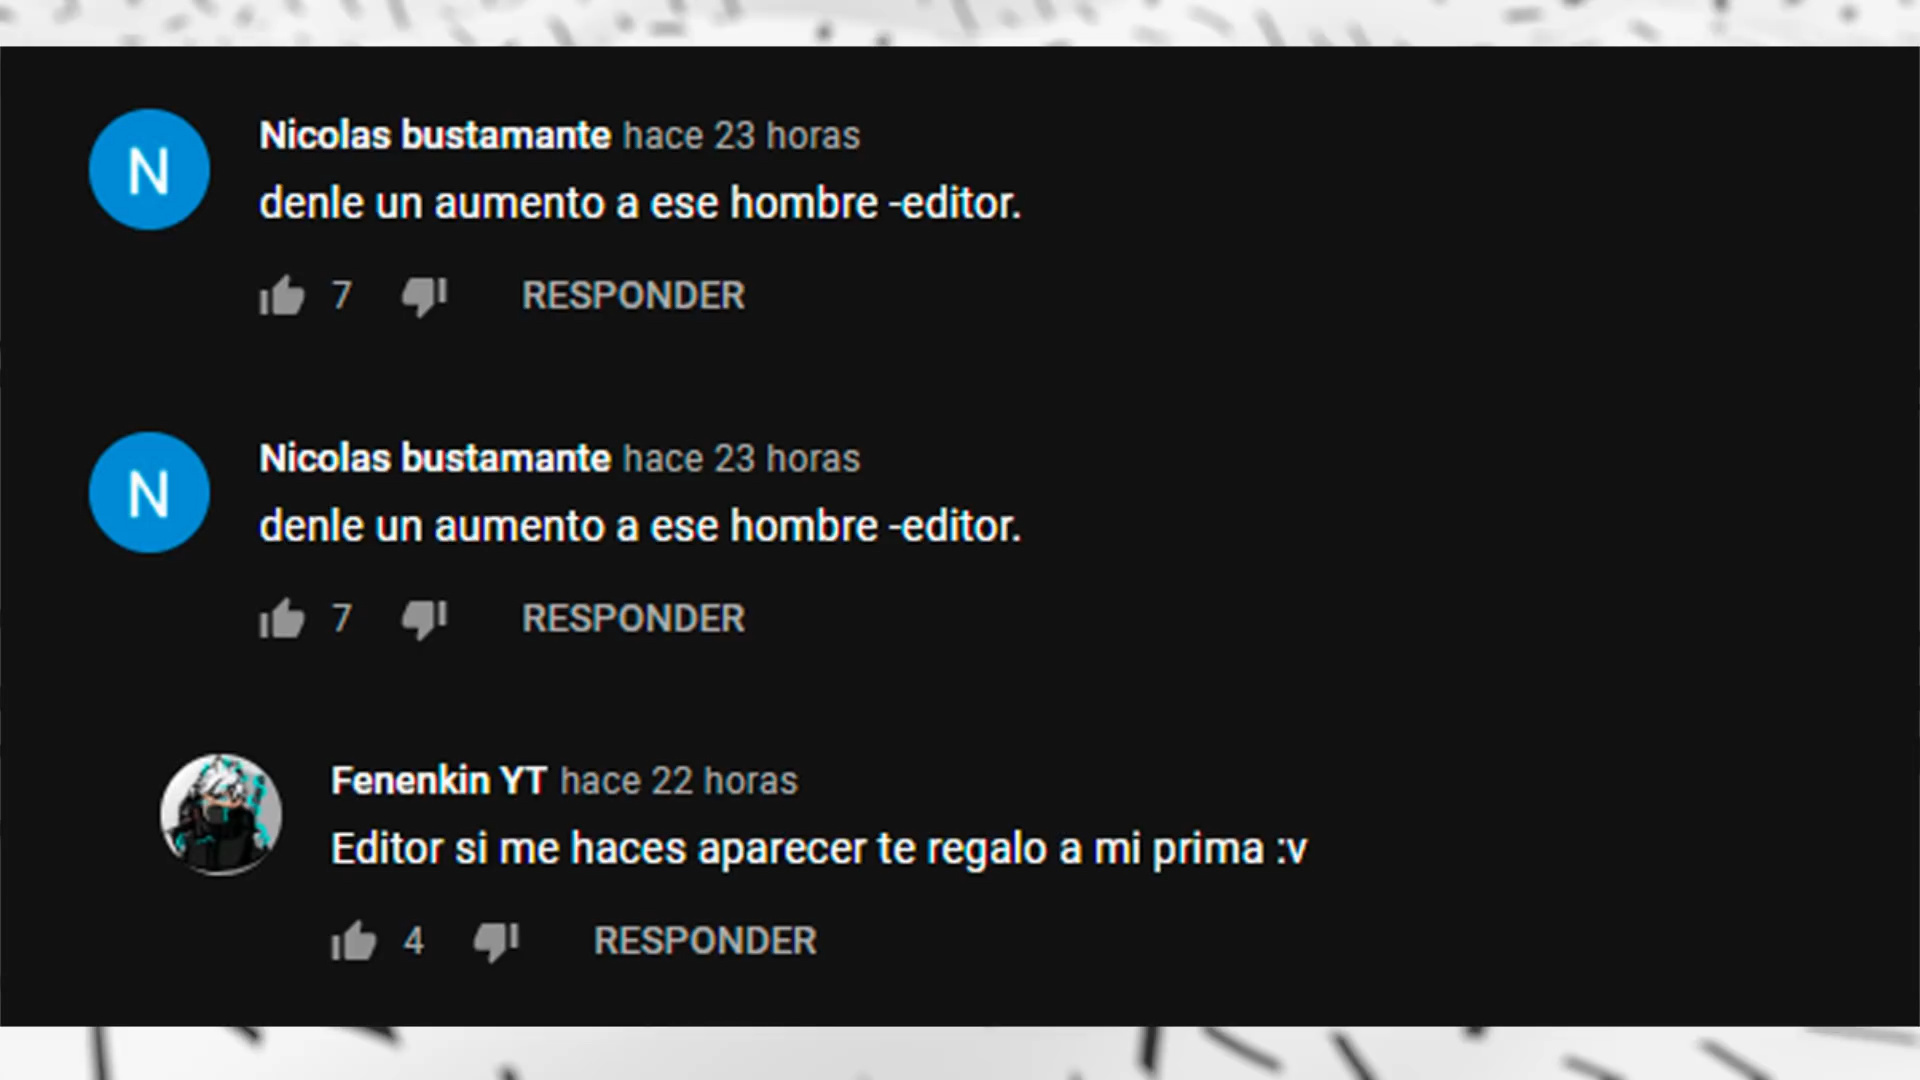 N
Nicolas bustamante hace 23 horas
denle un aumento a ese hombre -editor.
7 RESPONDER
N
Nicolas bustamante hace 23 horas
denle un aumento a ese hombre -editor.
7 RESPONDER
Fenenkin YT hace 22 horas
Editor si me haces aparecer te regalo a mi prima :v
4 RESPONDER